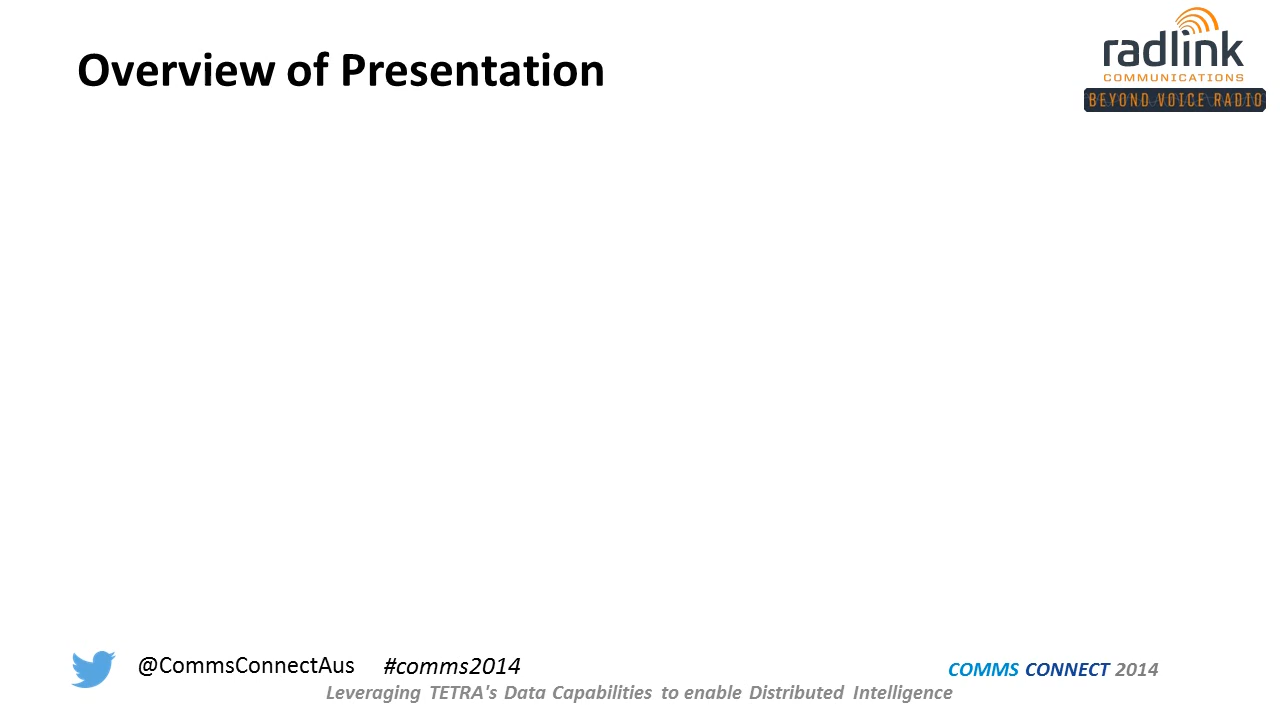 Overview of Presentation
radlink
COMMUNICATIONS
BEYOND VOICE RADIO
@CommsConnectAus #comms2014
COMMS CONNECT 2014
Leveraging TETRA's Data Capabilities to enable Distributed Intelligence